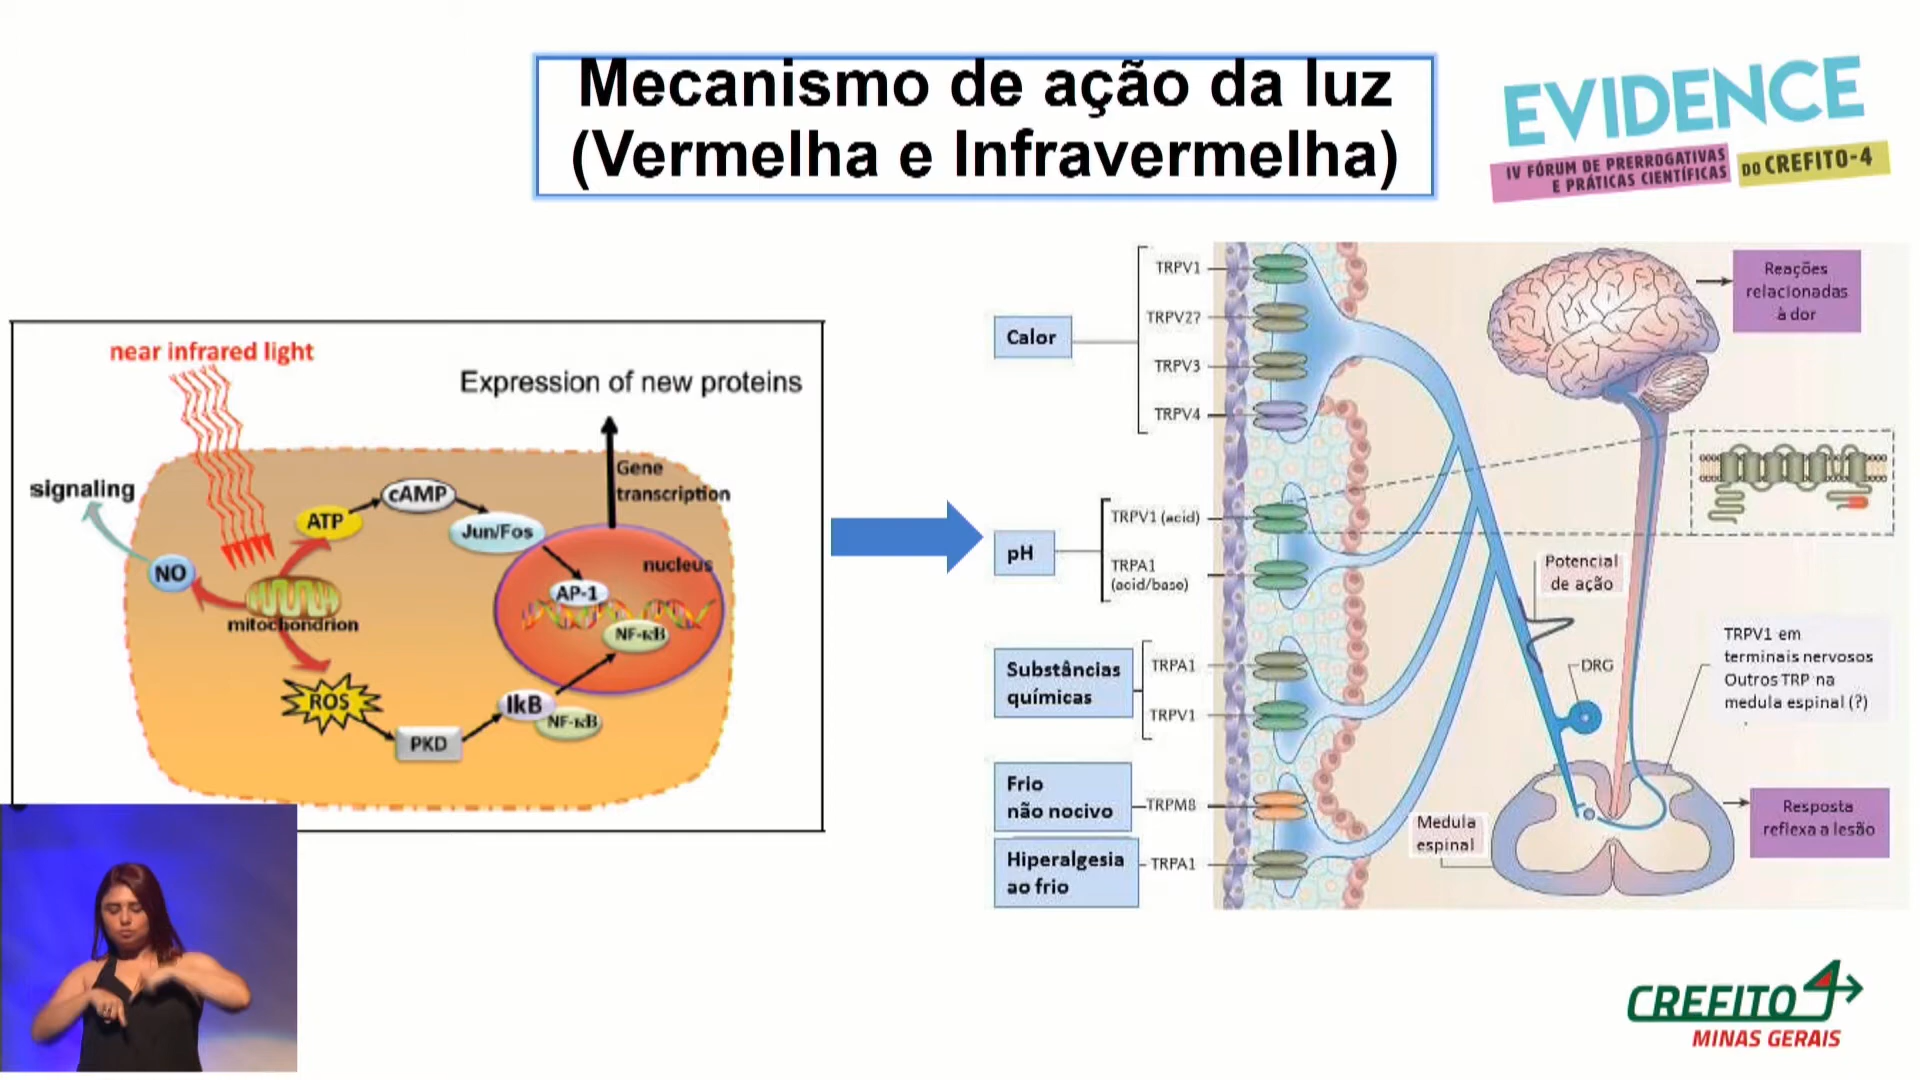 Mecanismo de ação da luz
(Vermelha e Infravermelha)
EVIDENCE
IV FÓRUM DE PRERROGATIVAS
E PRÁTICAS CIENTÍFICAS
DO CREFITO-4
near infrared light
Expression of new proteins
signaling
Gene
transcription
cAMP
ATP
Jun/Fos
NO
nucleus
AP-1
mitochondrion
NF-κB
ROS
IkB
NF-κB
PKD
Calor
TRPV1
TRPV2?
TRPV3
TRPV4
pH
TRPV1 (acid)
TRPA1
(acid/base)
Substâncias
químicas
TRPA1
TRPV1
Frio
não nocivo
TRPM8
Hiperalgesia
ao frio
TRPA1
Reações
relacionadas
à dor
Potencial
de ação
DRG
TRPV1 em
terminais nervosos
Outros TRP na
medula espinal (?)
Medula
espinal
Resposta
reflexa a lesão
CREFITO 4
MINAS GERAIS